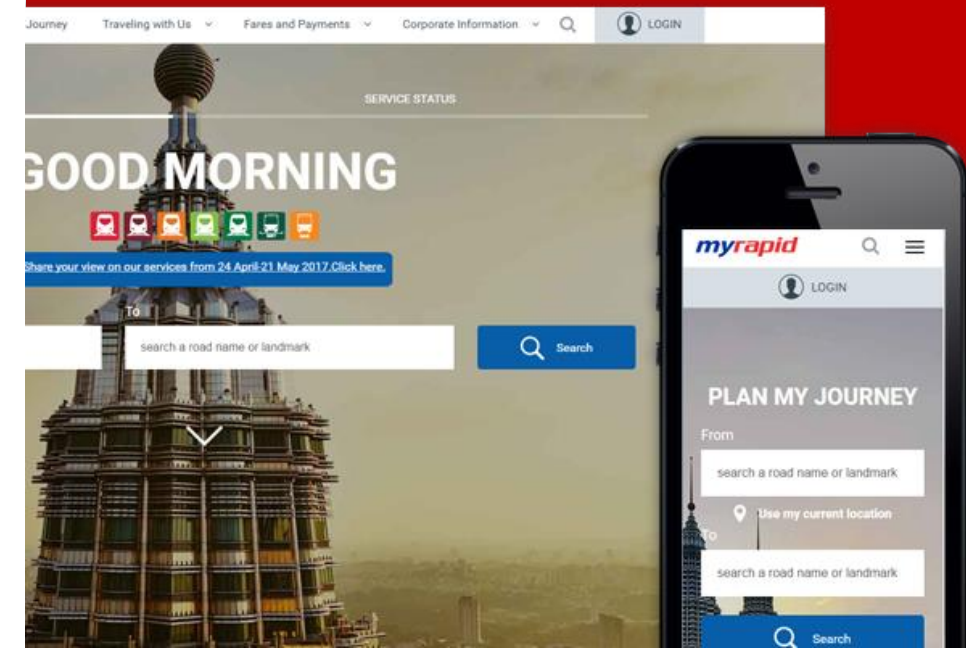 Journey Traveling with Us Fares and Payments Corporate Information LOGIN
SERVICE STATUS
GOOD MORNING
Share your view on our services from 24 April-21 May 2017.Click here.
To
search a road name or landmark
Search
myrapid
LOGIN
PLAN MY JOURNEY
From
search a road name or landmark
Use my current location
To
search a road name or landmark
Search